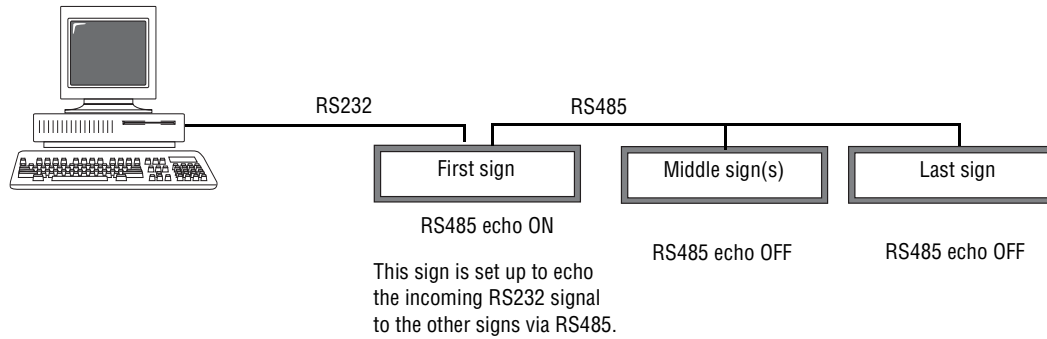 RS232
RS485
First sign
Middle sign(s)
Last sign
RS485 echo ON
RS485 echo OFF
RS485 echo OFF
This sign is set up to echo
the incoming RS232 signal
to the other signs via RS485.